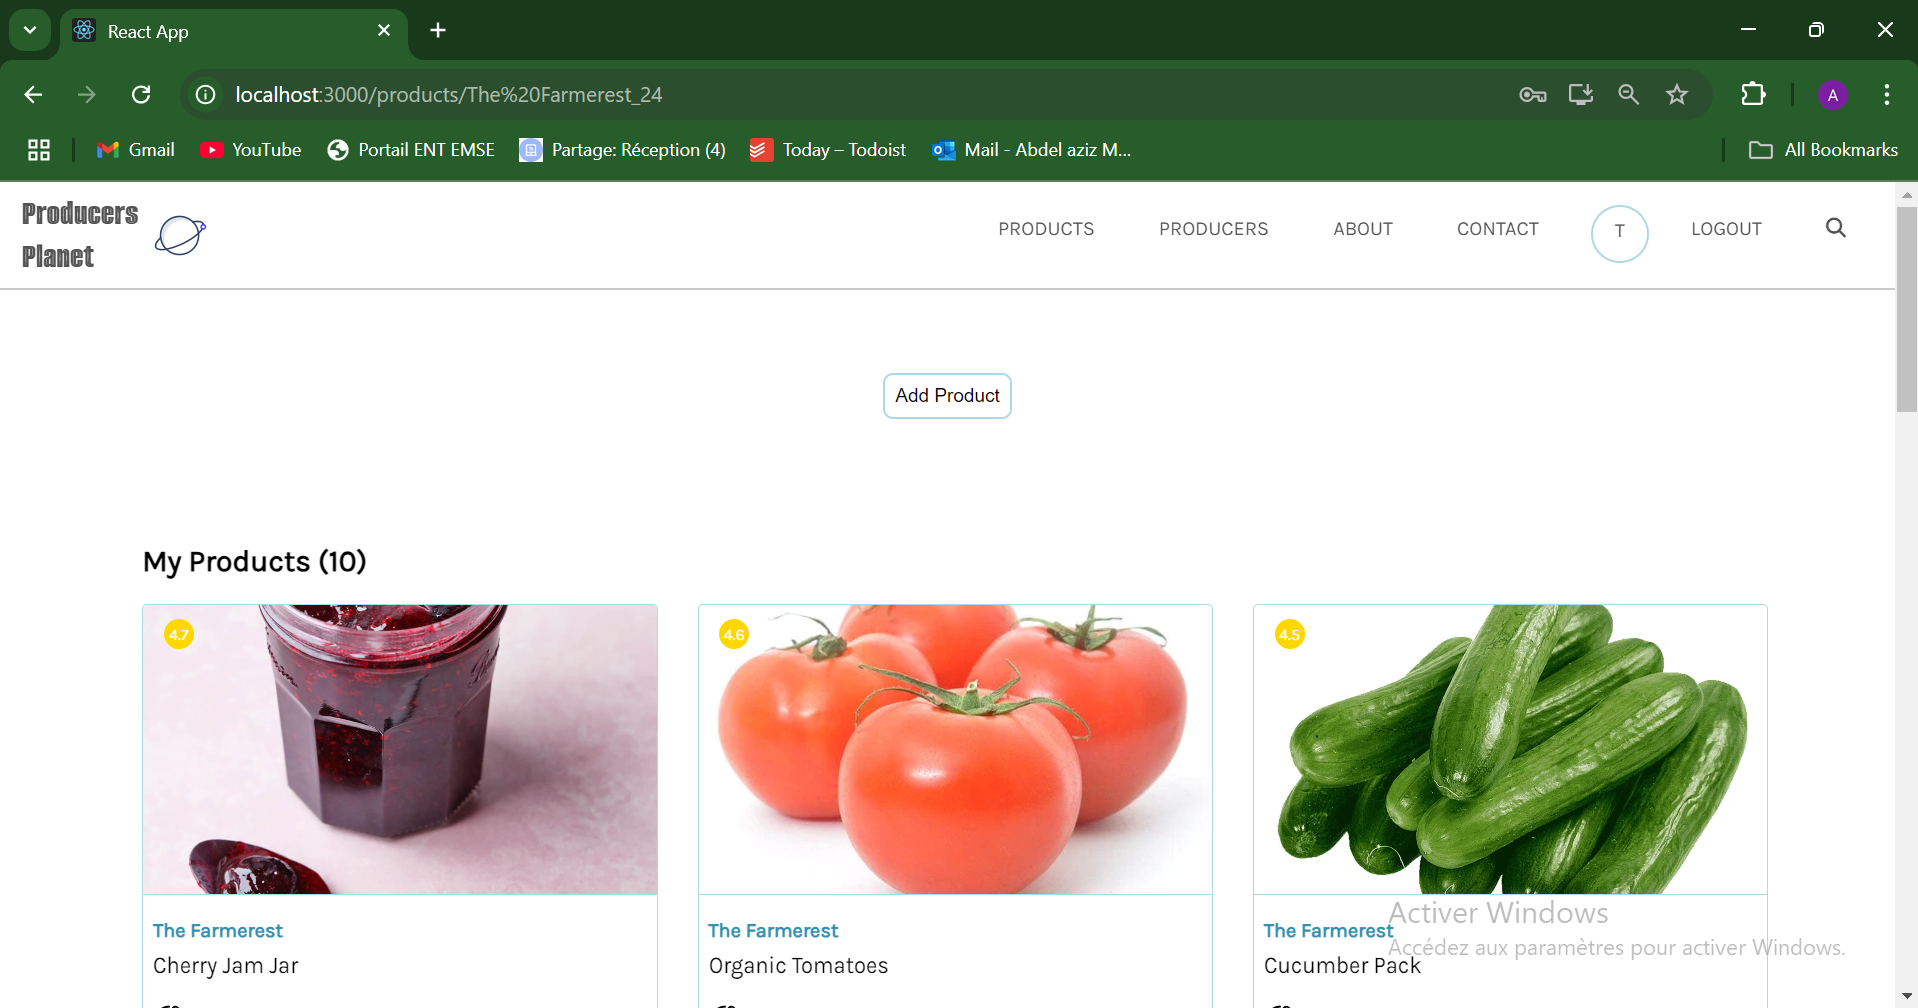 React App
localhost:3000/products/The%20Farmerest_24
A
Gmail
YouTube
Portail ENT EMSE
Partage: Réception (4)
Today – Todoist
Mail - Abdel aziz M...
All Bookmarks
Producers
Planet
PRODUCTS
PRODUCERS
ABOUT
CONTACT
T
LOGOUT
Add Product
My Products (10)
4.7
4.6
4.5
The Farmerest
Cherry Jam Jar
The Farmerest
Organic Tomatoes
The Farmerest
Cucumber Pack
Activer Windows
Accédez aux paramètres pour activer Windows.